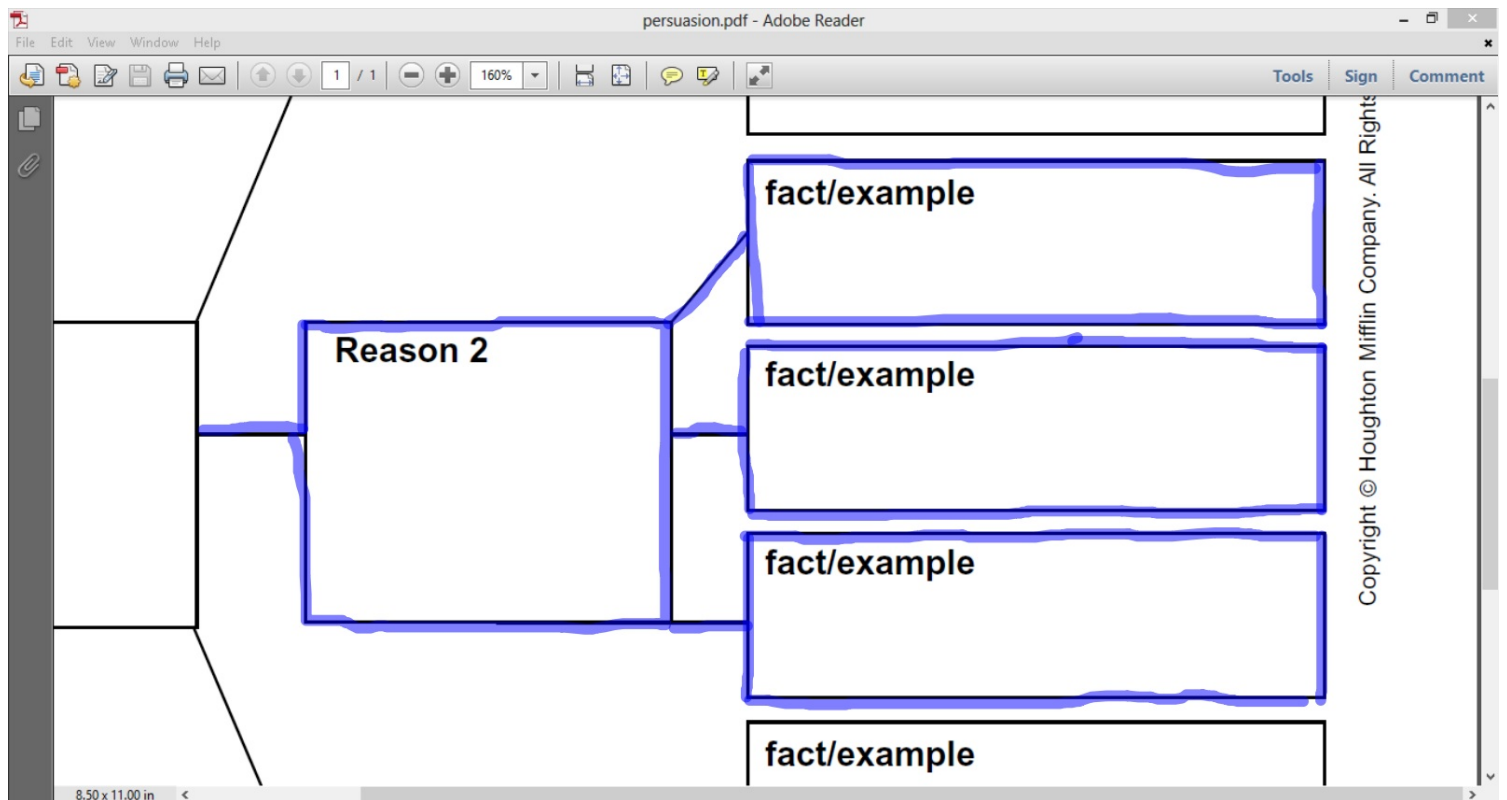 persuasion.pdf - Adobe Reader
File Edit View Window Help
1 / 1 160% Tools Sign Comment
fact/example
Reason 2
fact/example
fact/example
fact/example
Copyright © Houghton Mifflin Company. All Rights
8.50 x 11.00 in